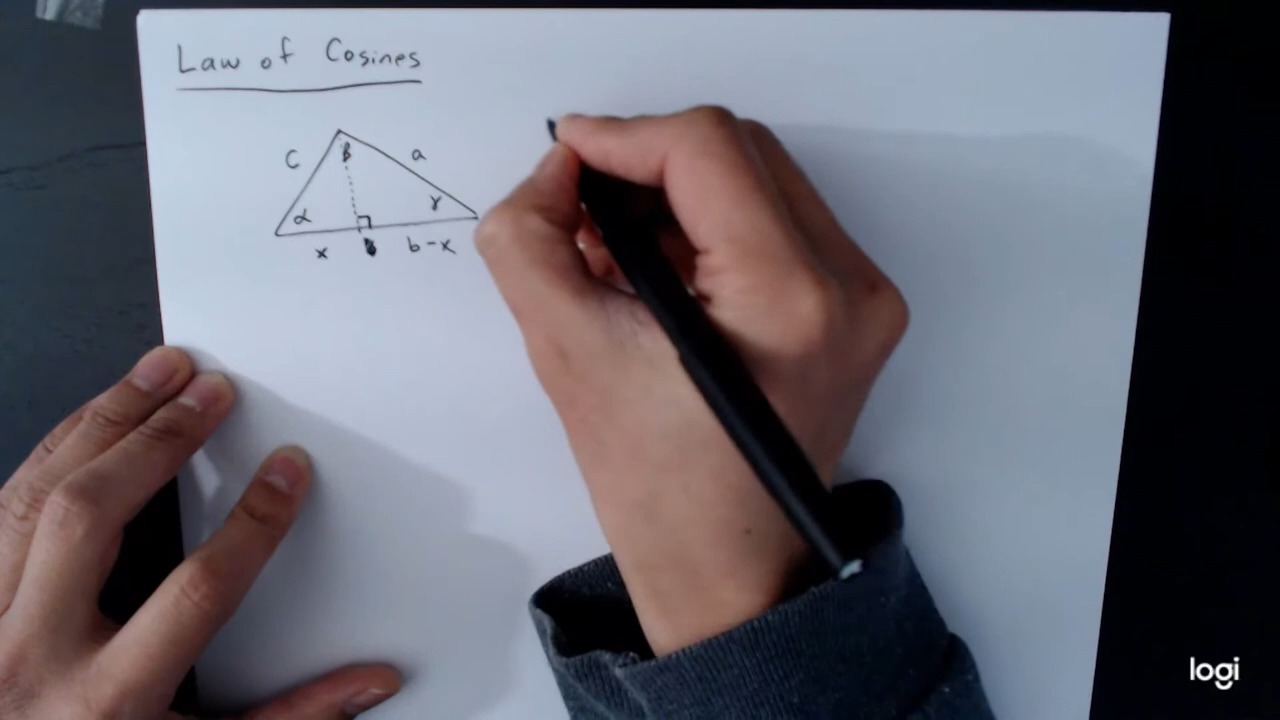 Law of Cosines
c β a
α γ
x b-x
logi